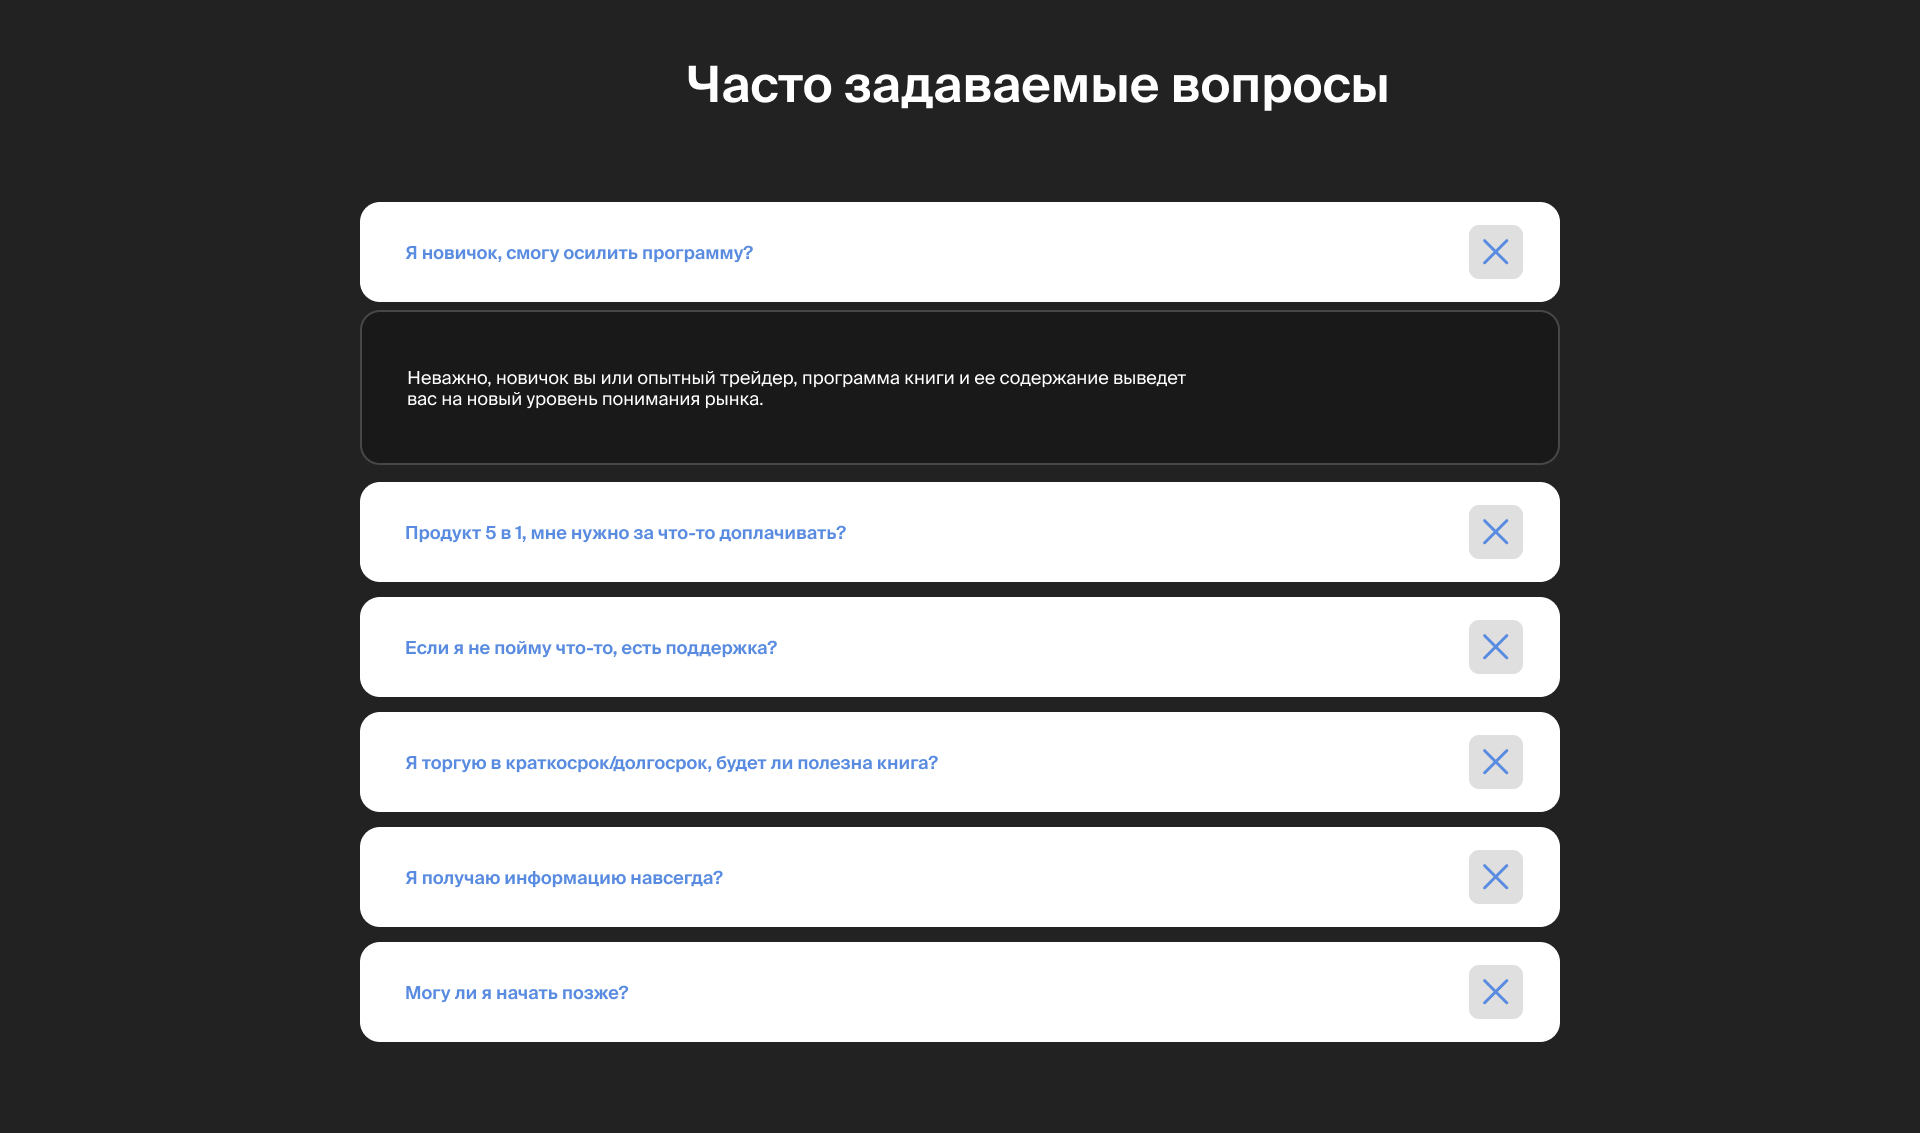 Часто задаваемые вопросы
Я новичок, смогу осилить программу?
Неважно, новичок вы или опытный трейдер, программа книги и ее содержание выведет
вас на новый уровень понимания рынка.
Продукт 5 в 1, мне нужно за что-то доплачивать?
Если я не пойму что-то, есть поддержка?
Я торгую в краткосрок/долгосрок, будет ли полезна книга?
Я получаю информацию навсегда?
Могу ли я начать позже?